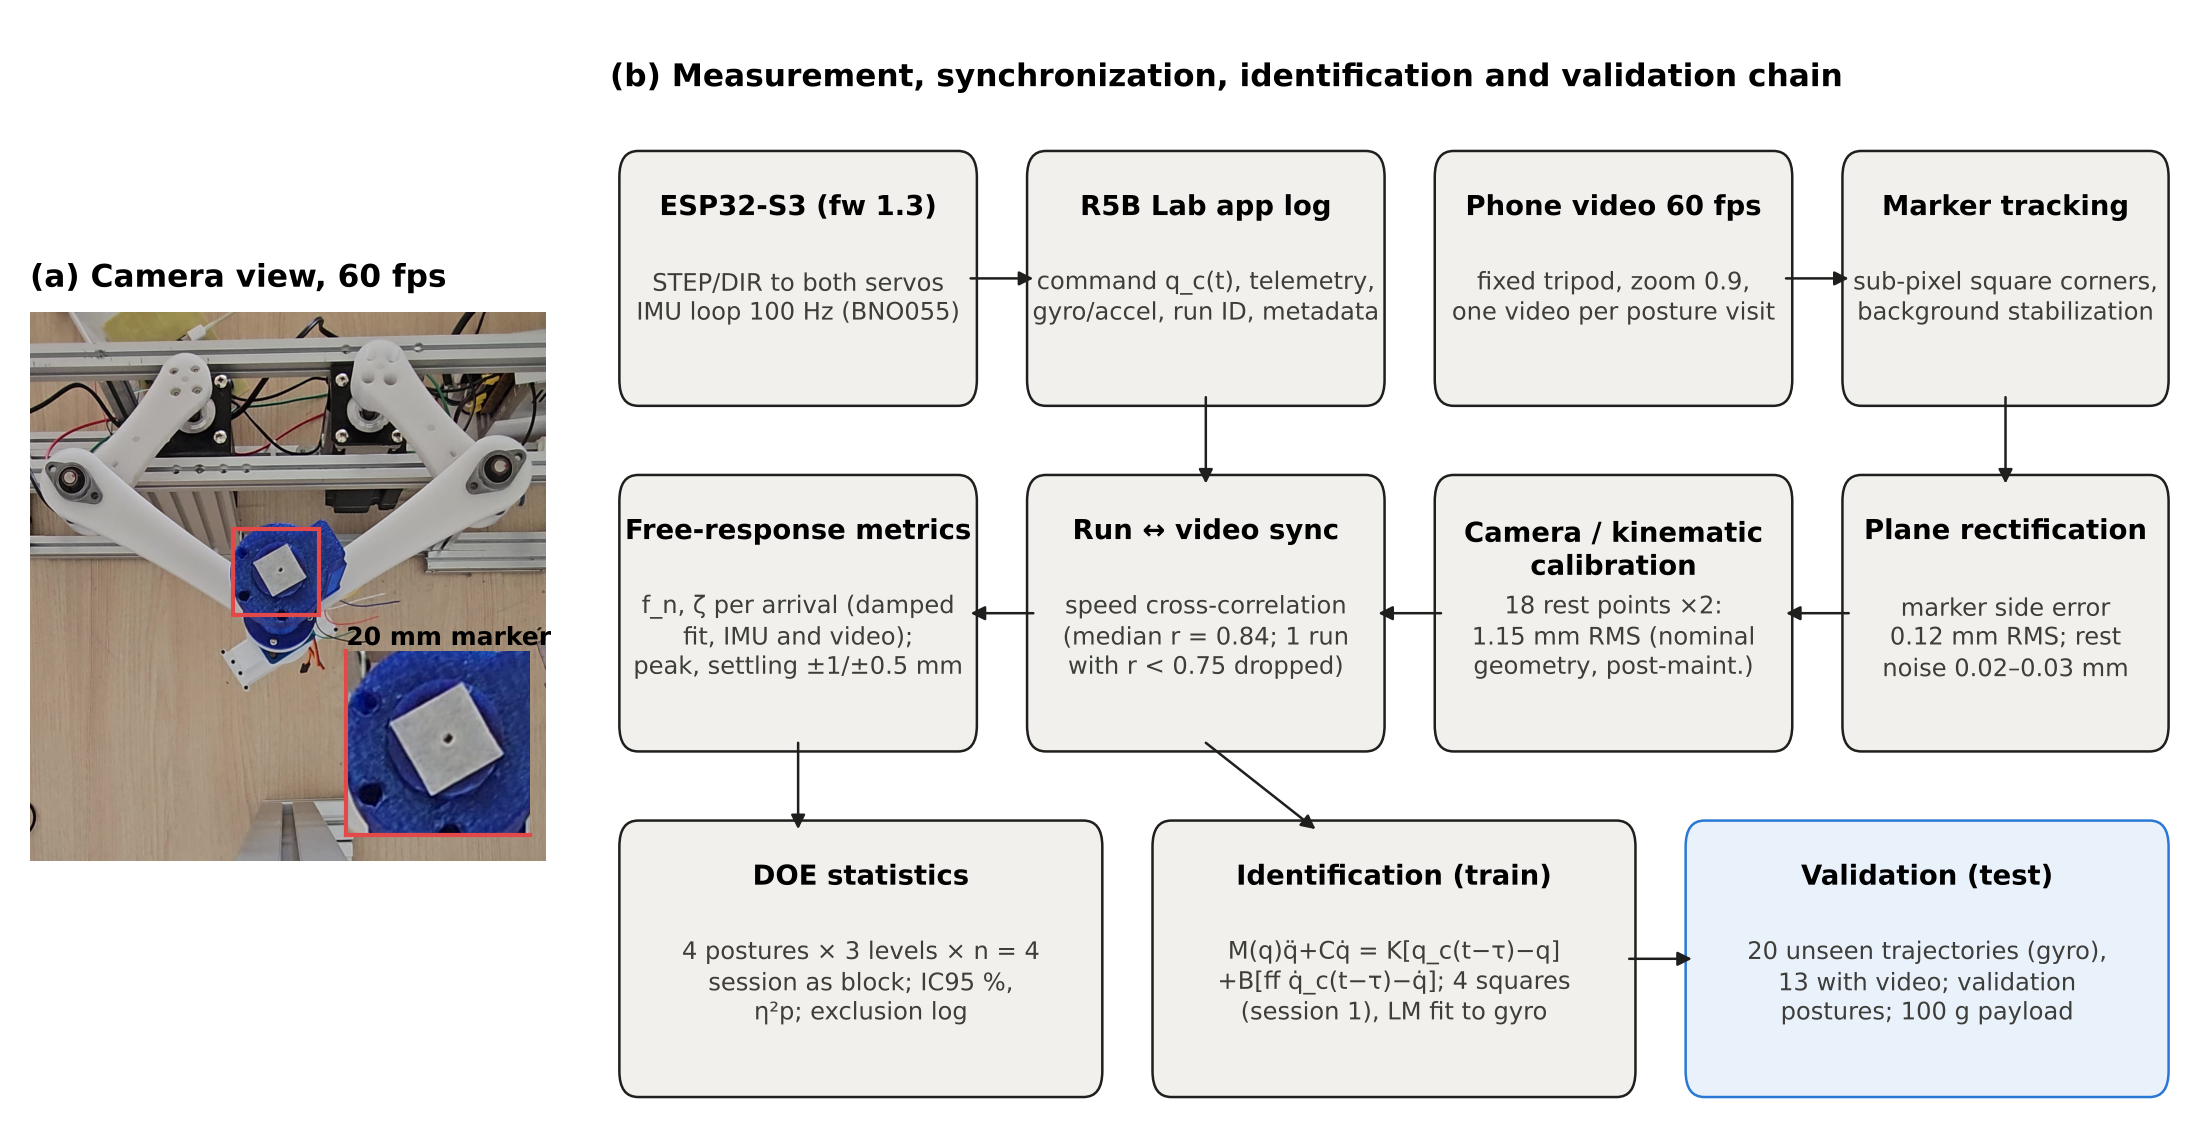 (b) Measurement, synchronization, identification and validation chain
(a) Camera view, 60 fps
20 mm marker
ESP32-S3 (fw 1.3)
STEP/DIR to both servos
IMU loop 100 Hz (BNO055)
R5B Lab app log
command q_c(t), telemetry,
gyro/accel, run ID, metadata
Phone video 60 fps
fixed tripod, zoom 0.9,
one video per posture visit
Marker tracking
sub-pixel square corners,
background stabilization
Free-response metrics
f_n, ζ per arrival (damped
fit, IMU and video);
peak, settling ±1/±0.5 mm
Run ↔ video sync
speed cross-correlation
(median r = 0.84; 1 run
with r < 0.75 dropped)
Camera / kinematic
calibration
18 rest points ×2:
1.15 mm RMS (nominal
geometry, post-maint.)
Plane rectification
marker side error
0.12 mm RMS; rest
noise 0.02–0.03 mm
DOE statistics
4 postures × 3 levels × n = 4
session as block; IC95 %,
η²p; exclusion log
Identification (train)
M(q)q̈+Cq̇ = K[q_c(t−τ)−q]
+B[ff q̇_c(t−τ)−q̇]; 4 squares
(session 1), LM fit to gyro
Validation (test)
20 unseen trajectories (gyro),
13 with video; validation
postures; 100 g payload